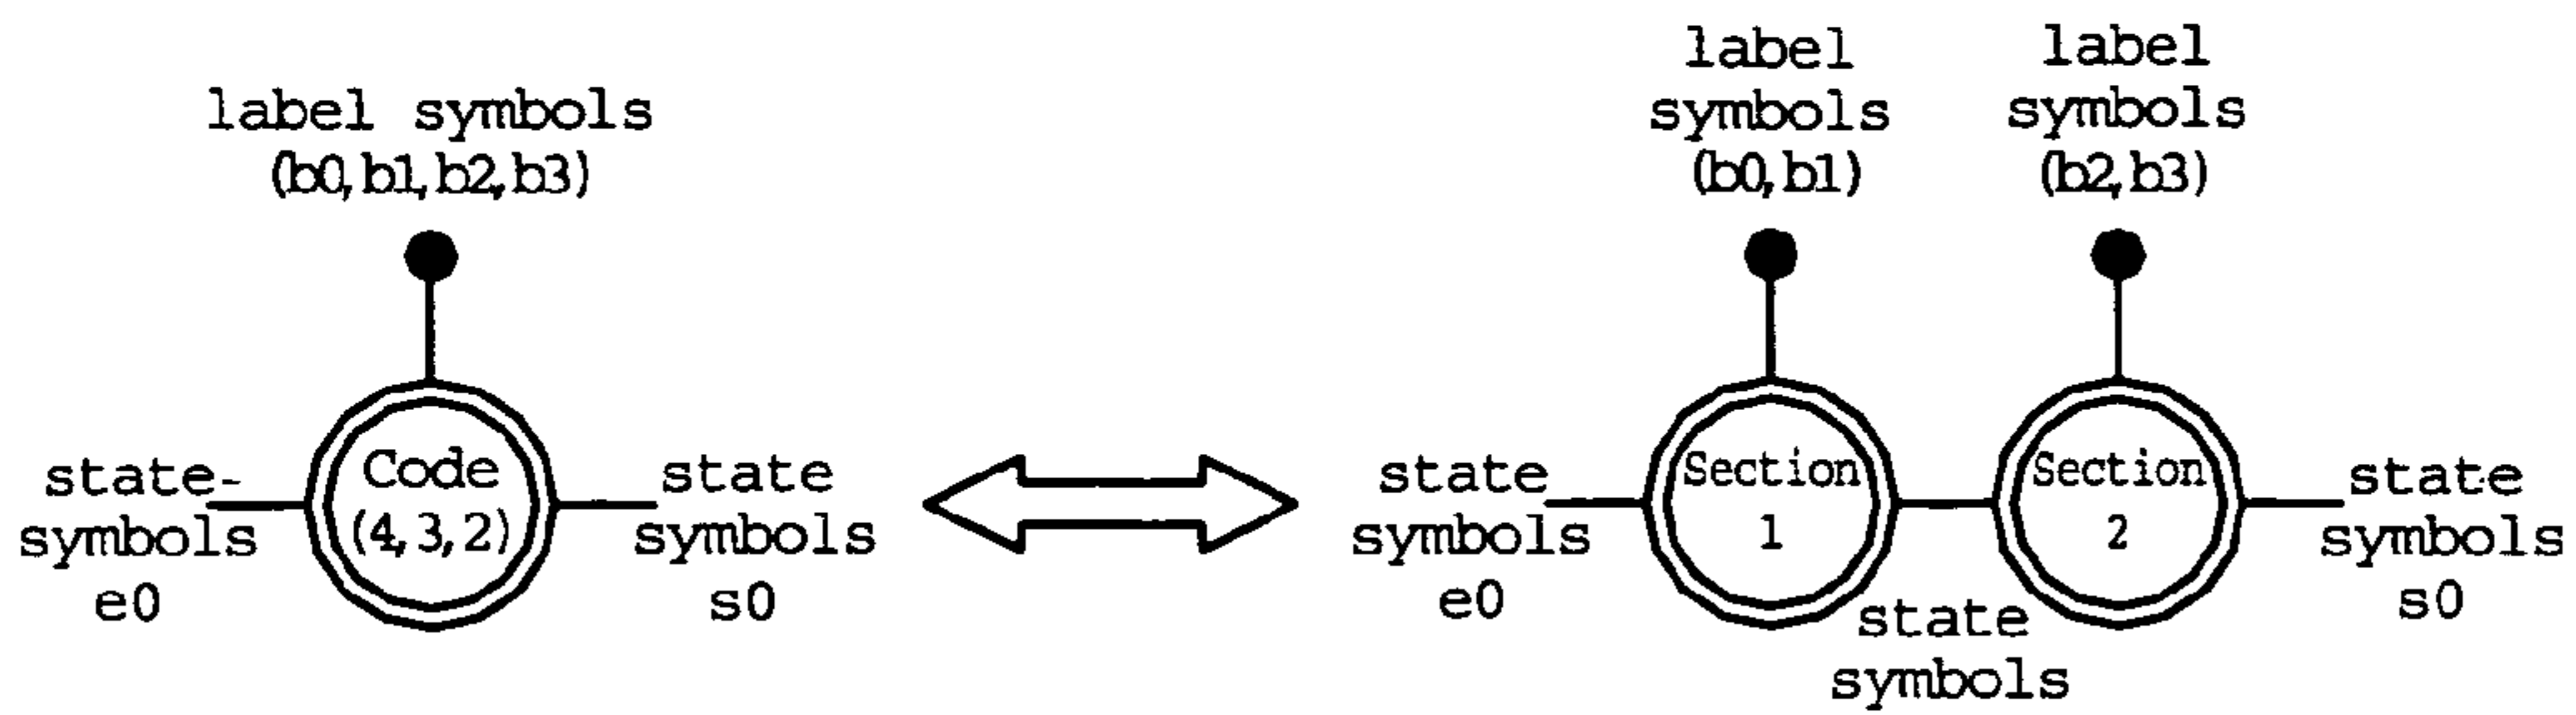 label symbols
(b0,b1,b2,b3)
state-
symbols
e0
Code
(4,3,2)
state
symbols
s0
label
symbols
(b0,b1)
label
symbols
(b2,b3)
state
symbols
e0
Section
1
state
symbols
Section
2
state
symbols
s0